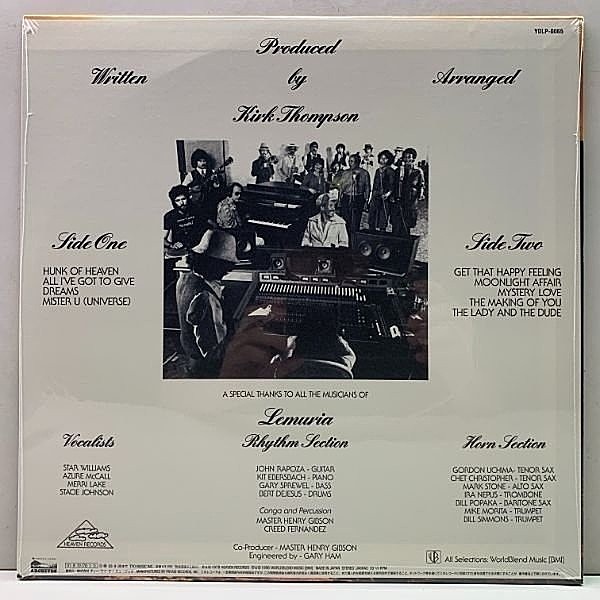 YDLP-0065
Produced
Written by Arranged
Kirk Thompson
Side One
HUNK OF HEAVEN
ALL I'VE GOT TO GIVE
DREAMS
MISTER U (UNIVERSE)
Side Two
GET THAT HAPPY FEELING
MOONLIGHT AFFAIR
MYSTERY LOVE
THE MAKING OF YOU
THE LADY AND THE DUDE
A SPECIAL THANKS TO ALL THE MUSICIANS OF
Lemuria
Vocalists
STAR WILLIAMS
AZURE McCALL
MERRI LAKE
STACIE JOHNSON
Rhythm Section
JOHN RAPOZA - GUITAR
KIT EBERSBACH - PIANO
GARY SPREWEL - BASS
BERT DEJESUS - DRUMS
Conga and Percussion
MASTER HENRY GIBSON
CREED FERNANDEZ
Horn Section
GORDON UCHIMA- TENOR SAX
CHET CHRISTOPHER - TENOR SAX
MARK STONE - ALTO SAX
IRA NEPUS - TROMBONE
BILL POPAKA - BARITONE SAX
MIKE MORITA - TRUMPET
BILL SIMMONS - TRUMPET
HEAVEN RECORDS
Co-Producer - MASTER HENRY GIBSON
Engineered by - GARY HAM
All Selections: WorldBlend Music [BMI]